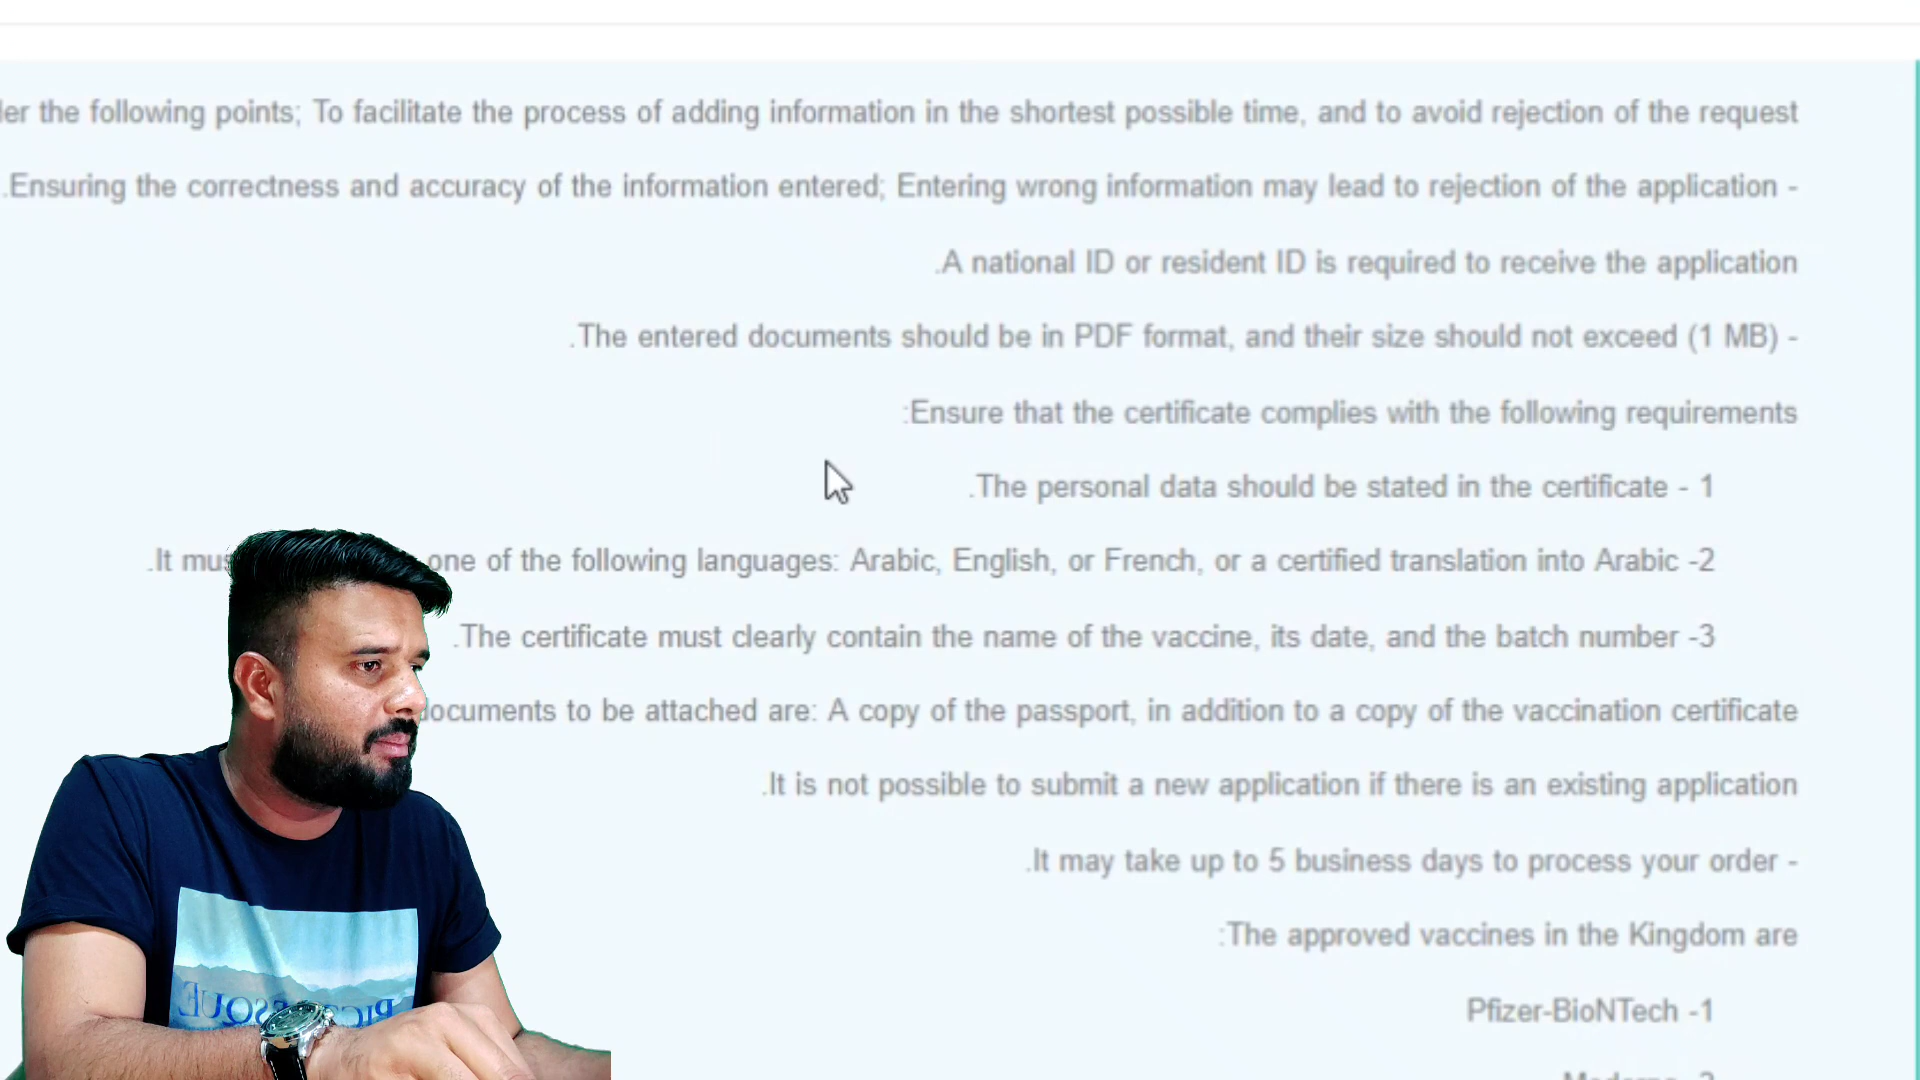 the following points; To facilitate the process of adding information in the shortest possible time, and to avoid rejection of the request
.Ensuring the correctness and accuracy of the information entered; Entering wrong information may lead to rejection of the application -
.A national ID or resident ID is required to receive the application
.The entered documents should be in PDF format, and their size should not exceed (1 MB) -
:Ensure that the certificate complies with the following requirements
.The personal data should be stated in the certificate - 1
.It one of the following languages: Arabic, English, or French, or a certified translation into Arabic -2
.The certificate must clearly contain the name of the vaccine, its date, and the batch number -3
documents to be attached are: A copy of the passport, in addition to a copy of the vaccination certificate
.It is not possible to submit a new application if there is an existing application
.It may take up to 5 business days to process your order -
:The approved vaccines in the Kingdom are
Pfizer-BioNTech -1